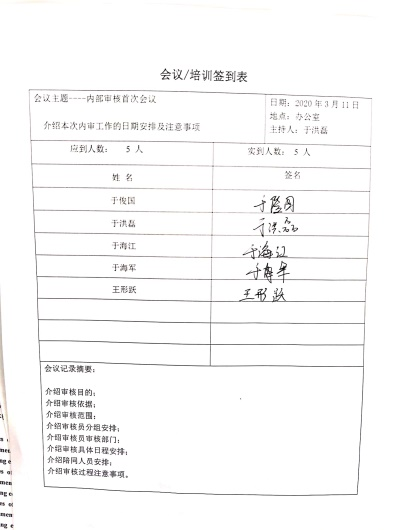 会议/培训签到表
会议主题----内部审核首次会议
日期：2020年3月11日
地点：办公室
介绍本次内审工作的日期安排及注意事项
主持人：于洪磊
应到人数： 5 人
实到人数： 5 人
姓 名
签名
于俊国
于俊国
于洪磊
于洪磊
于海江
于海江
于海军
于海军
王形跃
王形跃
会议记录摘要：
介绍审核目的：
介绍审核依据：
介绍审核范围：
介绍审核员分组安排：
介绍审核员审核部门：
介绍审核具体日程安排：
介绍陪同人员安排：
介绍审核过程注意事项。